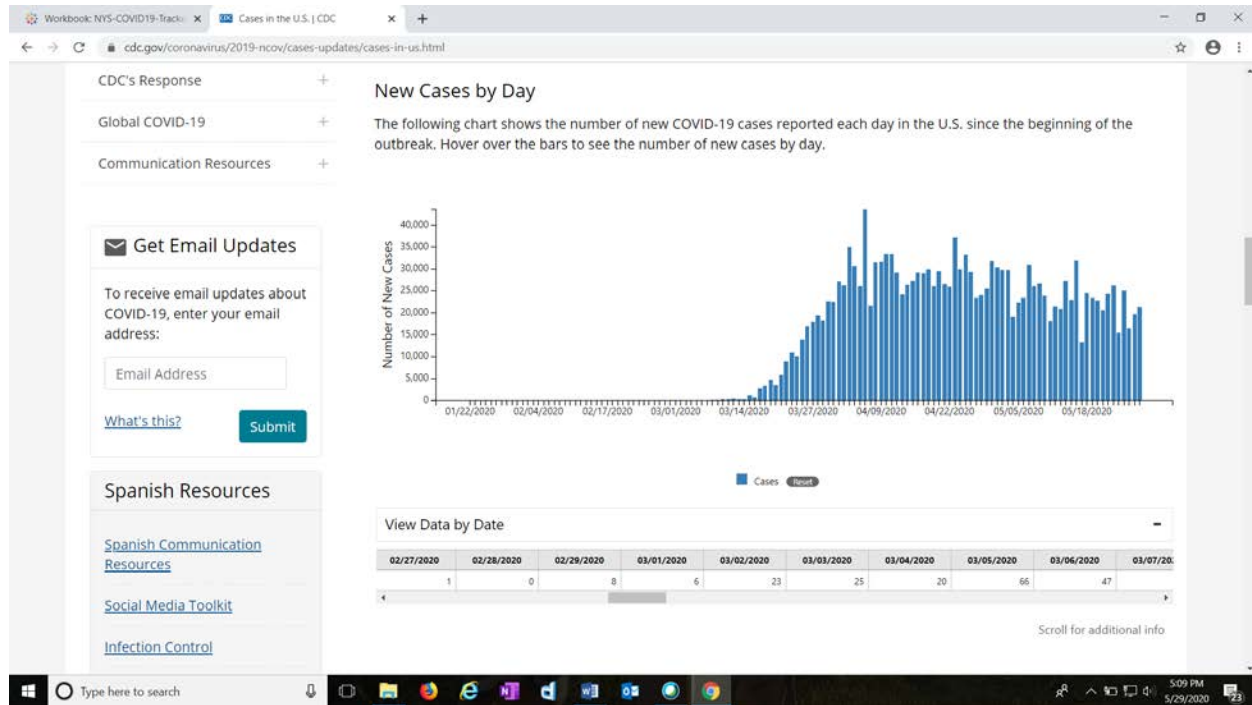 Workbook: NYS-COVID19-Track
Cases in the U.S. | CDC
cdc.gov/coronavirus/2019-ncov/cases-updates/cases-in-us.html
CDC's Response
Global COVID-19
Communication Resources
Get Email Updates
To receive email updates about
COVID-19, enter your email
address:
Email Address
What's this?
Submit
Spanish Resources
Spanish Communication
Resources
Social Media Toolkit
Infection Control
New Cases by Day
The following chart shows the number of new COVID-19 cases reported each day in the U.S. since the beginning of the
outbreak. Hover over the bars to see the number of new cases by day.
Number of New Cases
40,000
35,000
30,000
25,000
20,000
15,000
10,000
5,000
0
01/22/2020 02/04/2020 02/17/2020 03/01/2020 03/14/2020 03/27/2020 04/09/2020 04/22/2020 05/05/2020 05/18/2020
Cases Reset
View Data by Date
02/27/2020 02/28/2020 02/29/2020 03/01/2020 03/02/2020 03/03/2020 03/04/2020 03/05/2020 03/06/2020 03/07/20
1 0 8 6 23 25 20 66 47
Scroll for additional info
Type here to search
5:09 PM
5/29/2020
23